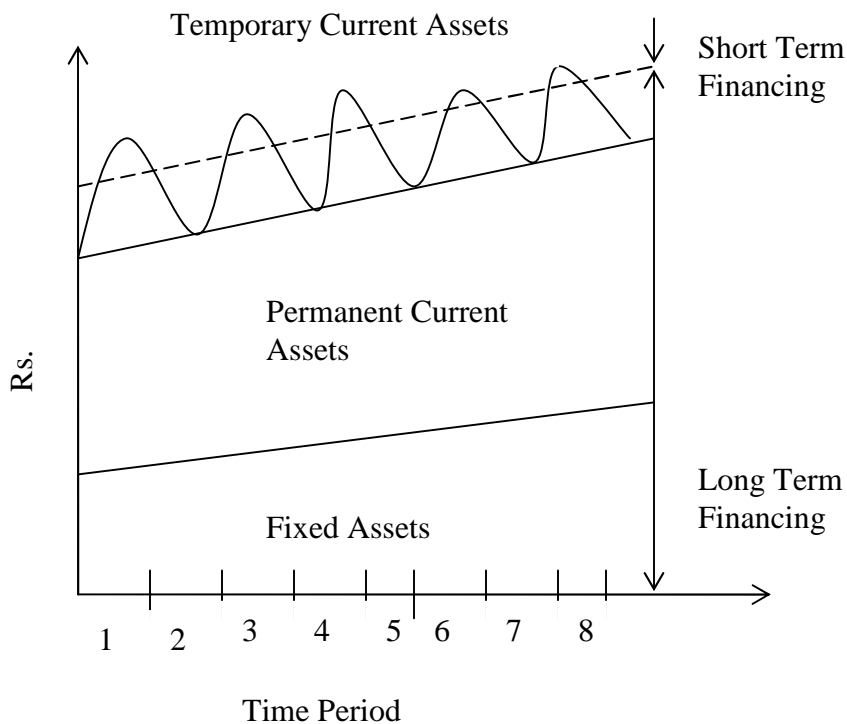 Temporary Current Assets
Short Term
Financing
Permanent Current
Assets
Rs.
Long Term
Financing
Fixed Assets
1 2 3 4 5 6 7 8
Time Period